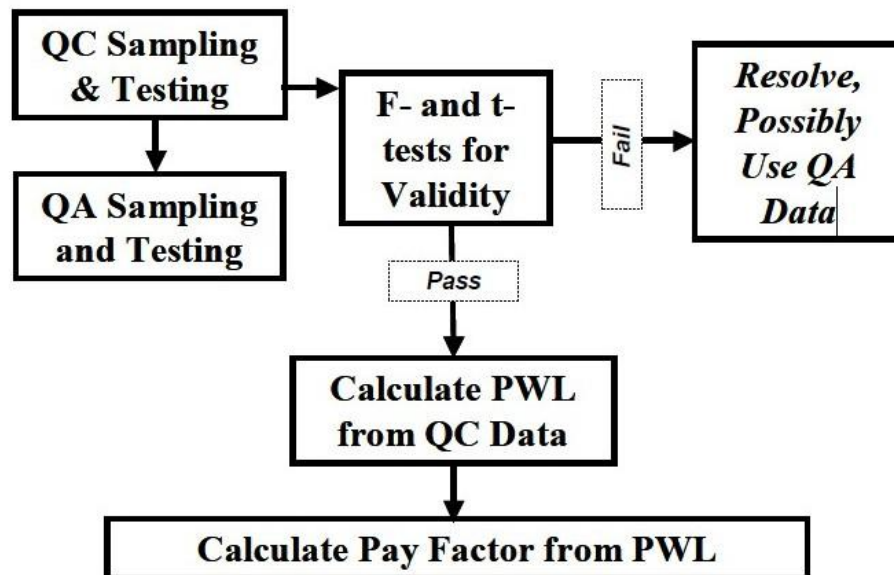 QC Sampling
& Testing
QA Sampling
and Testing
F- and t-
tests for
Validity
Fail
Resolve,
Possibly
Use QA
Data
Pass
Calculate PWL
from QC Data
Calculate Pay Factor from PWL